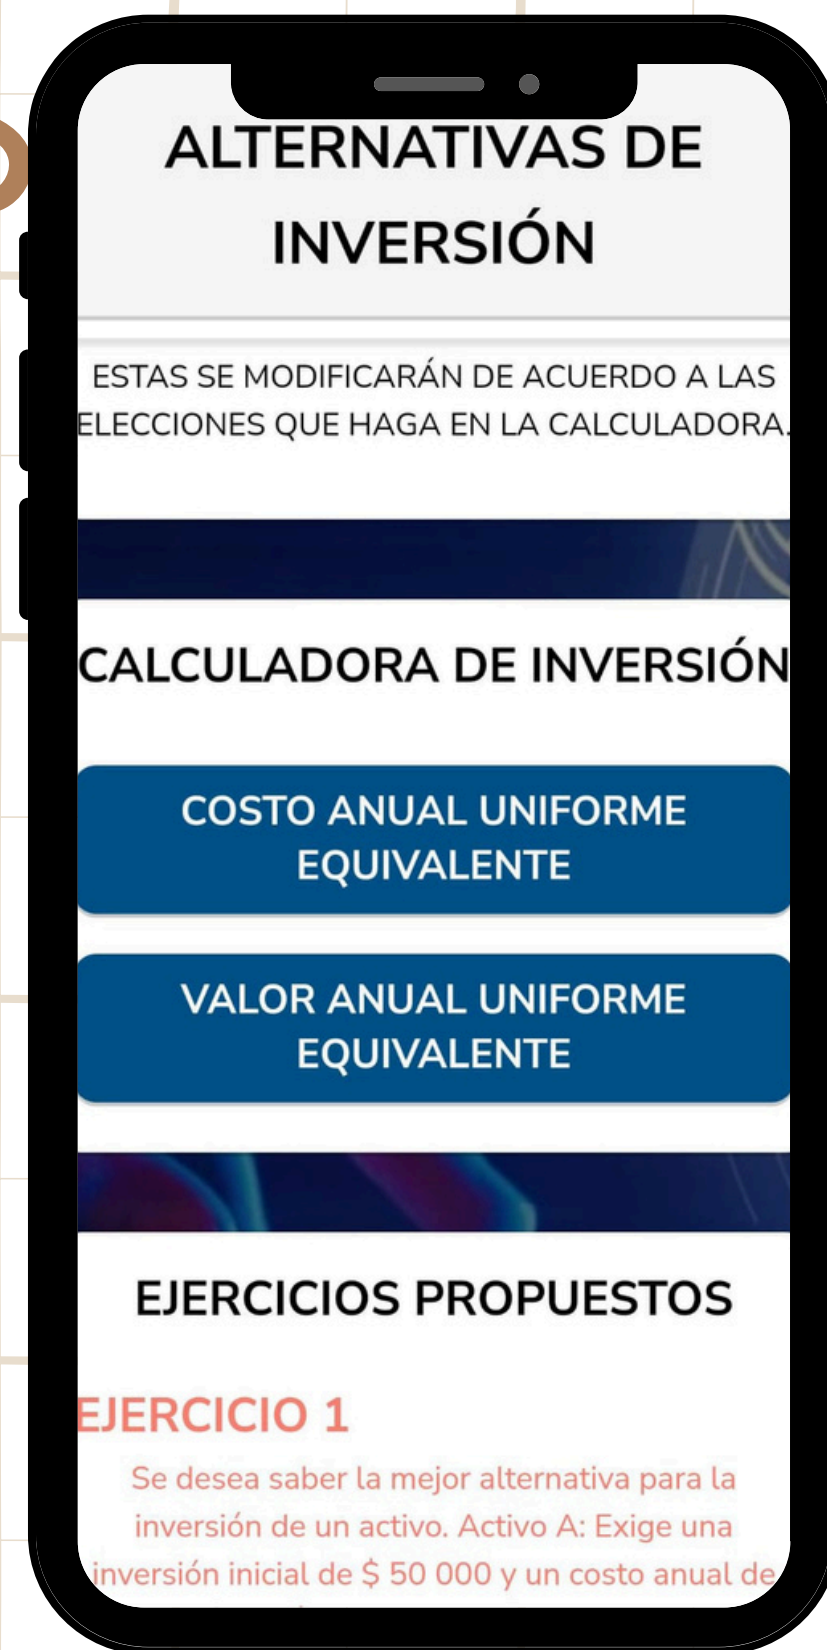 ALTERNATIVAS DE
INVERSIÓN
ESTAS SE MODIFICARÁN DE ACUERDO A LAS
ELECCIONES QUE HAGA EN LA CALCULADORA.
CALCULADORA DE INVERSIÓN
COSTO ANUAL UNIFORME
EQUIVALENTE
VALOR ANUAL UNIFORME
EQUIVALENTE
EJERCICIOS PROPUESTOS
EJERCICIO 1
Se desea saber la mejor alternativa para la
inversión de un activo. Activo A: Exige una
inversión inicial de $ 50 000 y un costo anual de